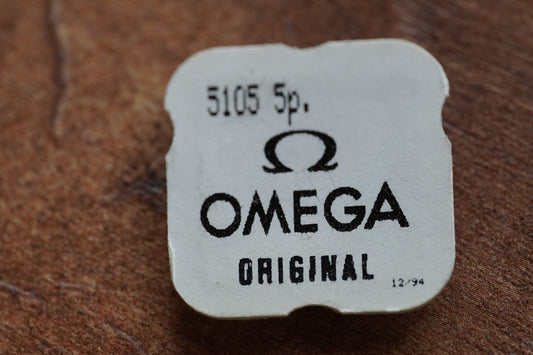 5105 5p.
Ω
OMEGA
ORIGINAL
12/94